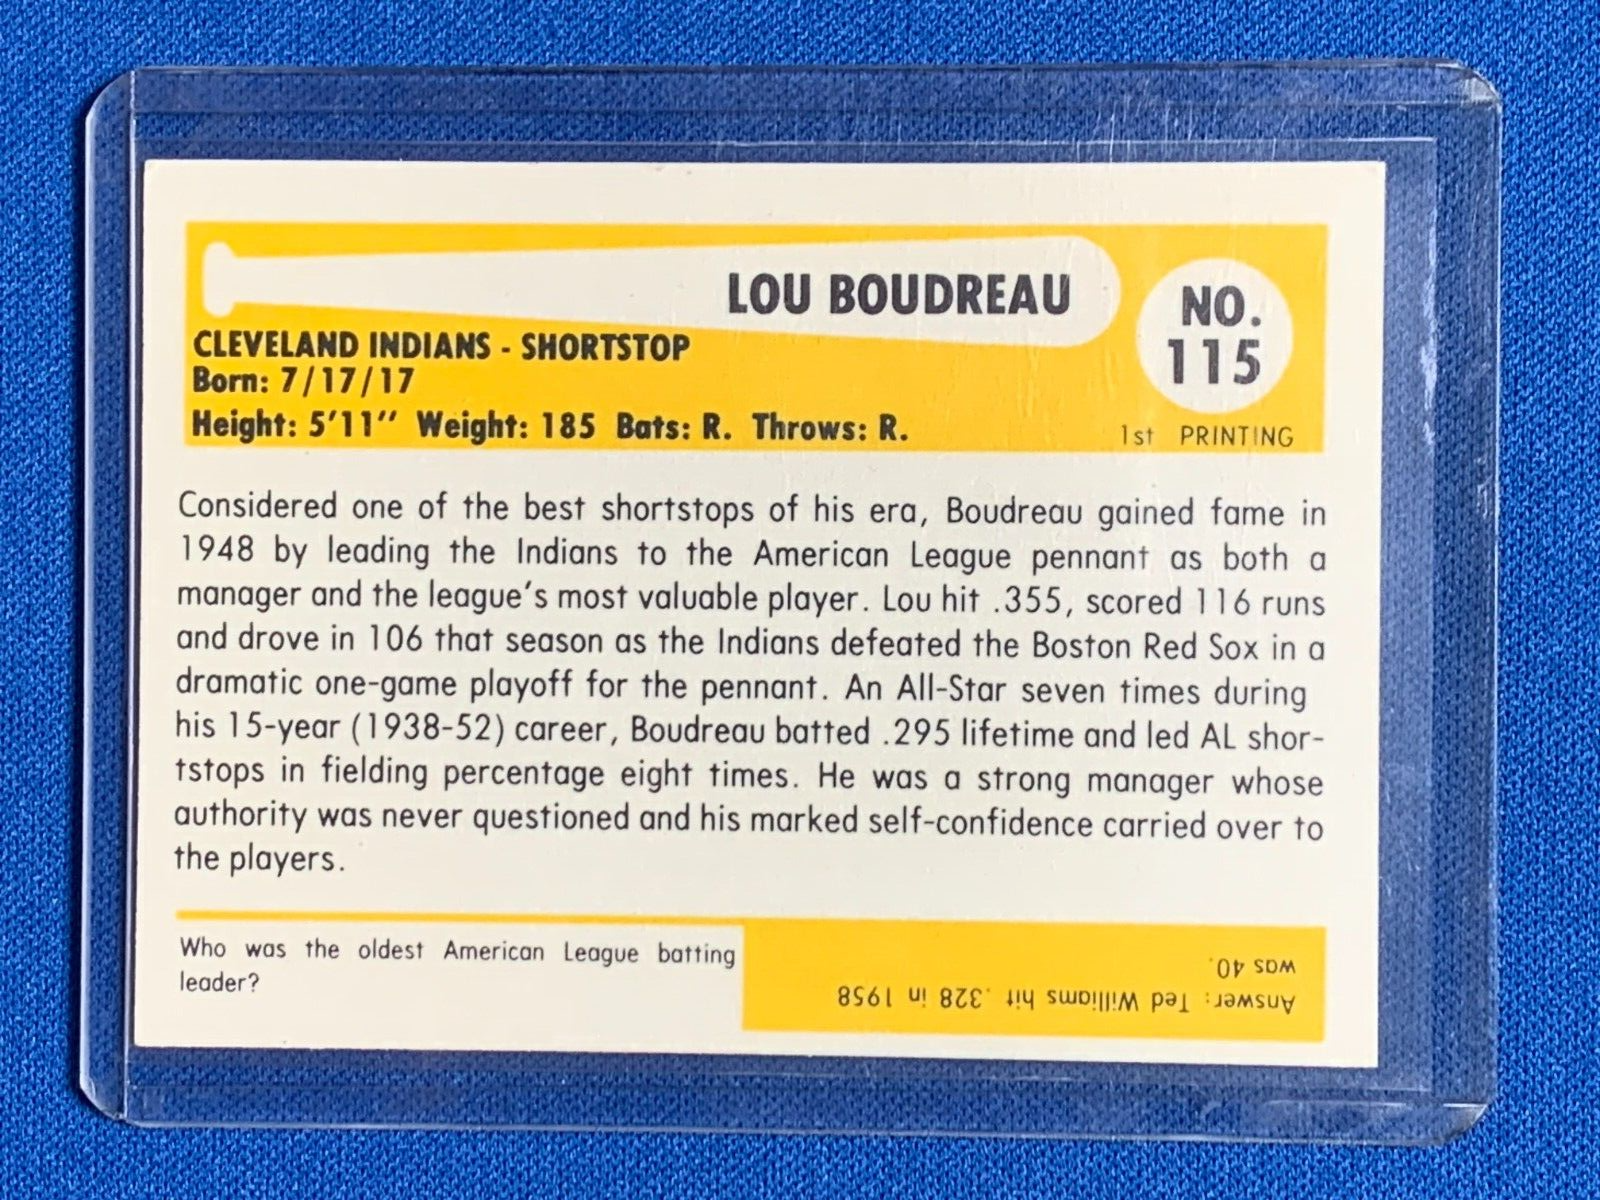 LOU BOUDREAU
NO.
115
CLEVELAND INDIANS - SHORTSTOP
Born: 7/17/17
Height: 5'11" Weight: 185 Bats: R. Throws: R.
1st PRINTING
Considered one of the best shortstops of his era, Boudreau gained fame in
1948 by leading the Indians to the American League pennant as both a
manager and the league's most valuable player. Lou hit .355, scored 116 runs
and drove in 106 that season as the Indians defeated the Boston Red Sox in a
dramatic one-game playoff for the pennant. An All-Star seven times during
his 15-year (1938-52) career, Boudreau batted .295 lifetime and led AL shor-
tstops in fielding percentage eight times. He was a strong manager whose
authority was never questioned and his marked self-confidence carried over to
the players.
Who was the oldest American League batting
leader?
Answer: Ted Williams hit .328 in 1958
was 40.